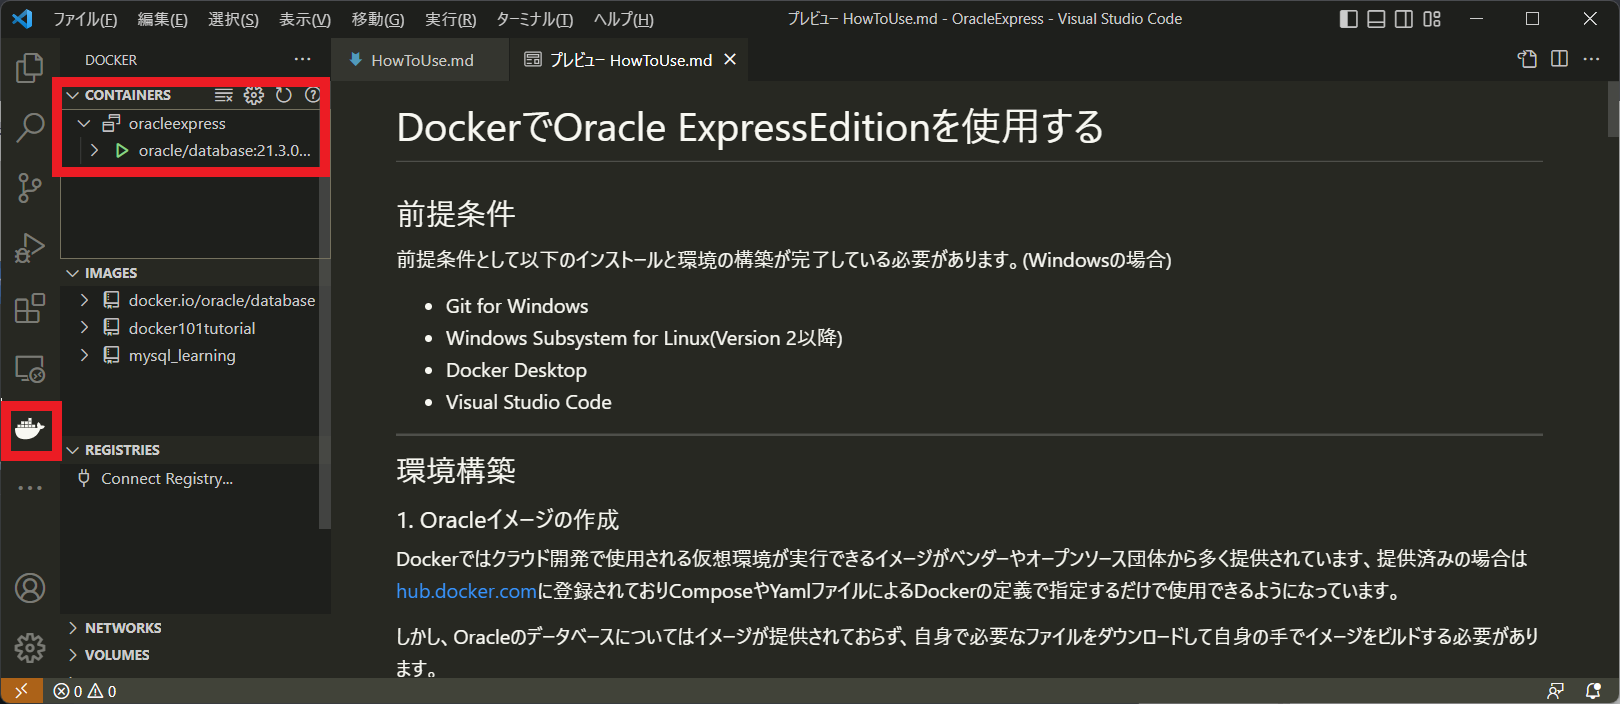 ファイル(F) 編集(E) 選択(S) 表示(V) 移動(G) 実行(R) ターミナル(T) ヘルプ(H) プレビュー HowToUse.md - OracleExpress - Visual Studio Code
DOCKER
CONTAINERS
oracleexpress
oracle/database:21.3.0...
IMAGES
docker.io/oracle/database
docker101tutorial
mysql_learning
REGISTRIES
Connect Registry...
NETWORKS
VOLUMES
HowToUse.md
プレビュー HowToUse.md
DockerでOracle ExpressEditionを使用する
前提条件
前提条件として以下のインストールと環境の構築が完了している必要があります。(Windowsの場合)
• Git for Windows
• Windows Subsystem for Linux(Version 2以降)
• Docker Desktop
• Visual Studio Code
環境構築
1. Oracleイメージの作成
Dockerではクラウド開発で使用される仮想環境が実行できるイメージがベンダーやオープンソース団体から多く提供されています、提供済みの場合は
hub.docker.comに登録されておりComposeやYamlファイルによるDockerの定義で指定するだけで使用できるようになっています。
しかし、Oracleのデータベースについてはイメージが提供されておらず、自身で必要なファイルをダウンロードして自身の手でイメージをビルドする必要があり
ます。
0 0